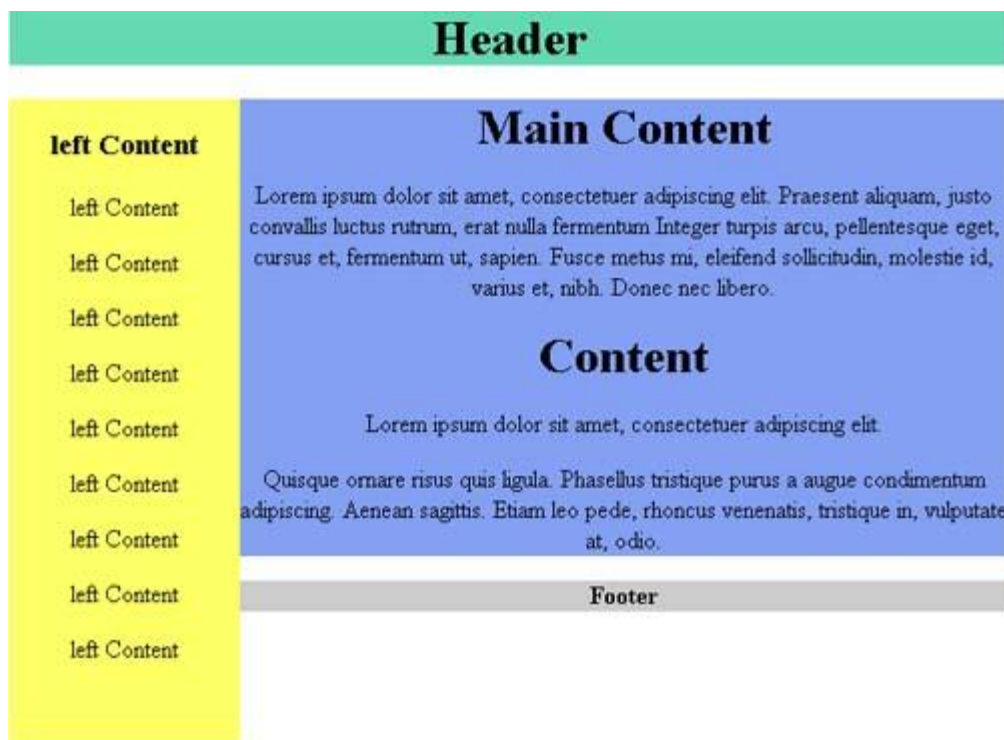 Header
left Content
left Content
left Content
left Content
left Content
left Content
left Content
left Content
left Content
left Content
Main Content
Lorem ipsum dolor sit amet, consectetuer adipiscing elit. Praesent aliquam, justo
convallis luctus rutrum, erat nulla fermentum Integer turpis arcu, pellentesque eget,
cursus et, fermentum ut, sapien. Fusce metus mi, eleifend sollicitudin, molestie id,
varius et, nibh. Donec nec libero.
Content
Lorem ipsum dolor sit amet, consectetuer adipiscing elit.
Quisque ornare risus quis ligula. Phasellus tristique purus a augue condimentum
adipiscing. Aenean sagittis. Etiam leo pede, rhoncus venenatis, tristique in, vulputate
at, odio.
Footer